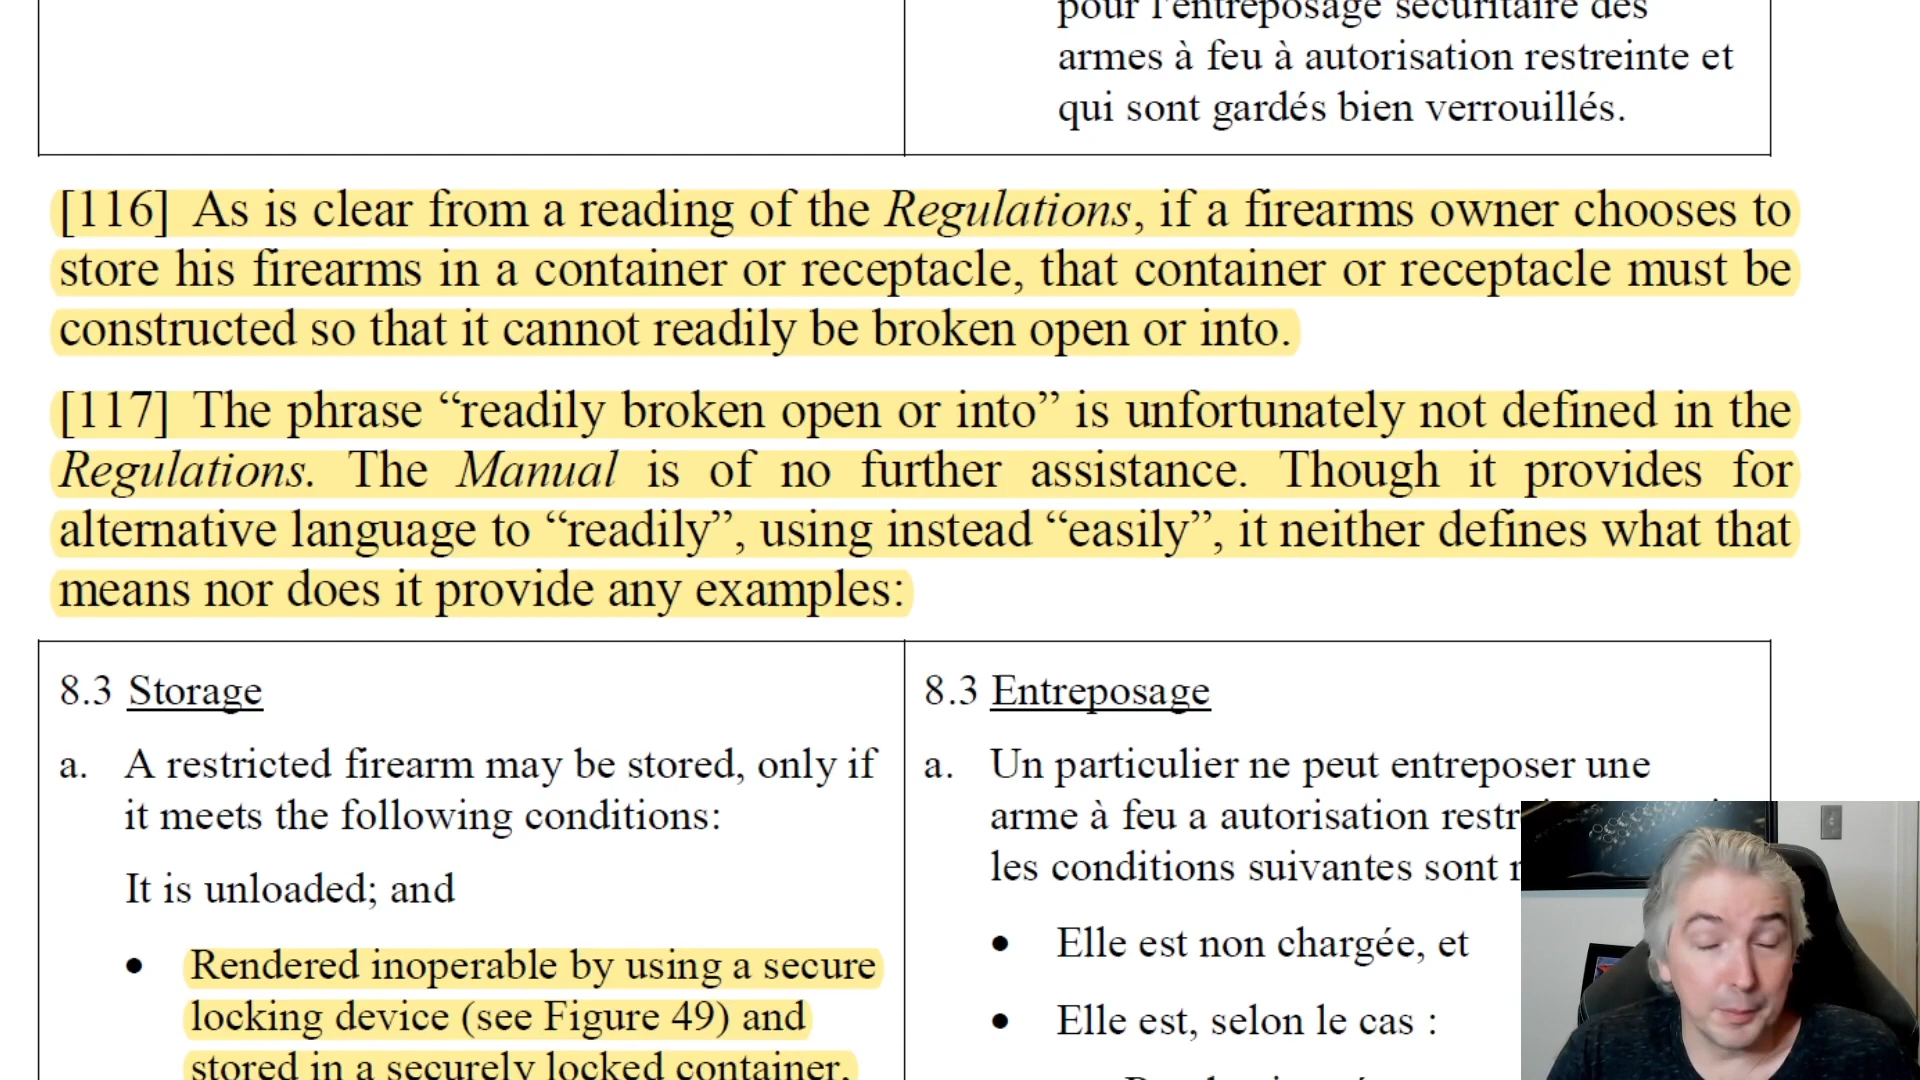 pour l'entreposage sécuritaire des
armes à feu à autorisation restreinte et
qui sont gardés bien verrouillés.
[116] As is clear from a reading of the Regulations, if a firearms owner chooses to
store his firearms in a container or receptacle, that container or receptacle must be
constructed so that it cannot readily be broken open or into.
[117] The phrase “readily broken open or into” is unfortunately not defined in the
Regulations. The Manual is of no further assistance. Though it provides for
alternative language to “readily”, using instead “easily”, it neither defines what that
means nor does it provide any examples:
8.3 Storage
a. A restricted firearm may be stored, only if
it meets the following conditions:
It is unloaded; and
• Rendered inoperable by using a secure
locking device (see Figure 49) and
stored in a securely locked container,
8.3 Entreposage
a. Un particulier ne peut entreposer une
arme à feu a autorisation
les conditions suivantes sont
• Elle est non chargée, et
• Elle est, selon le cas :